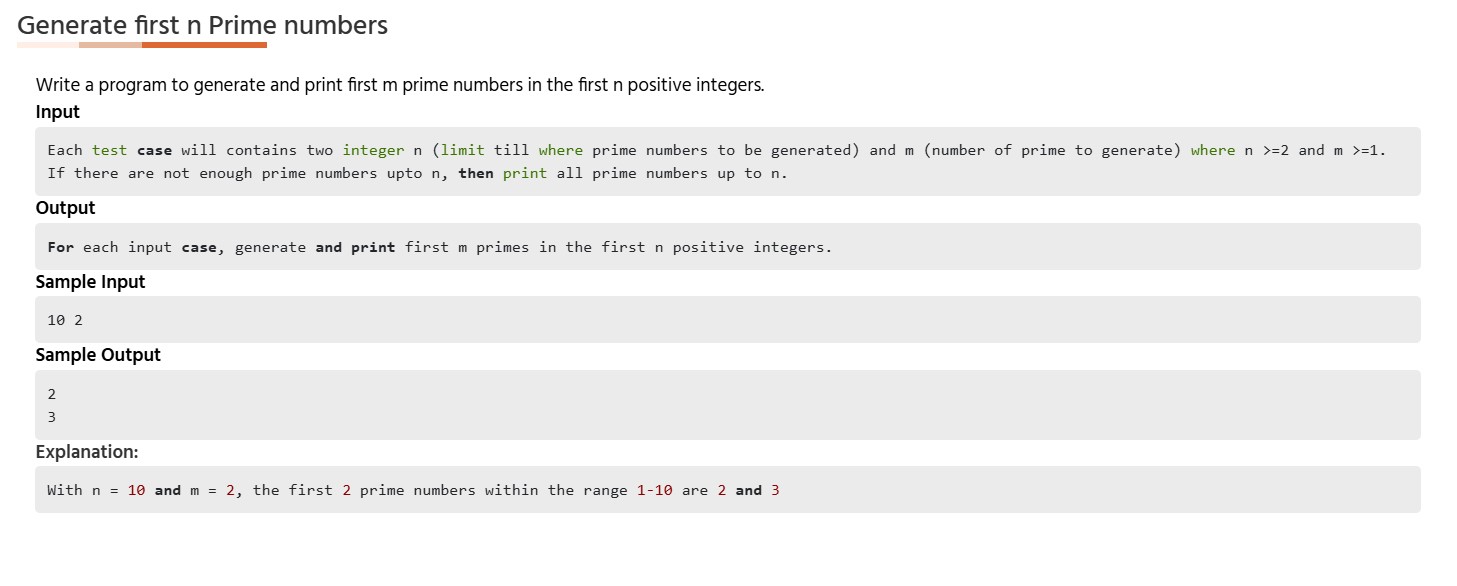 Generate first n Prime numbers
Write a program to generate and print first m prime numbers in the first n positive integers.
Input
Each test case will contains two integer n (limit till where prime numbers to be generated) and m (number of prime to generate) where n >=2 and m >=1.
If there are not enough prime numbers upto n, then print all prime numbers up to n.
Output
For each input case, generate and print first m primes in the first n positive integers.
Sample Input
10 2
Sample Output
2
3
Explanation:
With n = 10 and m = 2, the first 2 prime numbers within the range 1-10 are 2 and 3